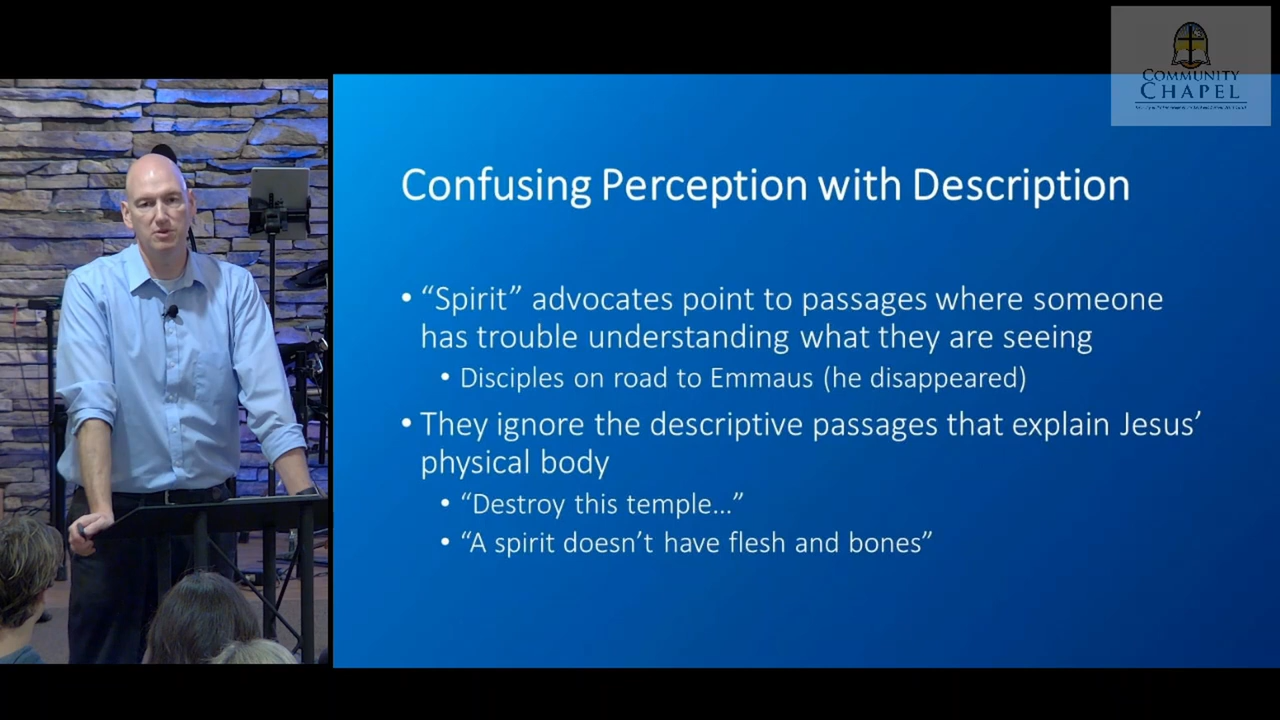 COMMUNITY
CHAPEL
Confusing Perception with Description
• “Spirit” advocates point to passages where someone
has trouble understanding what they are seeing
• Disciples on road to Emmaus (he disappeared)
• They ignore the descriptive passages that explain Jesus’
physical body
• “Destroy this temple…”
• “A spirit doesn’t have flesh and bones”